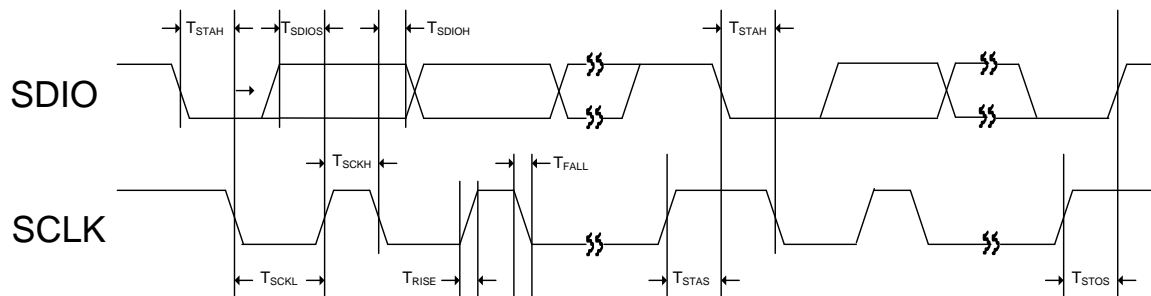 TSTAH TSDIOS TSDIOH TSTAH
SDIO
TSCKH TFALL
SCLK
TSCKL TRISE TSTAS TSTOS